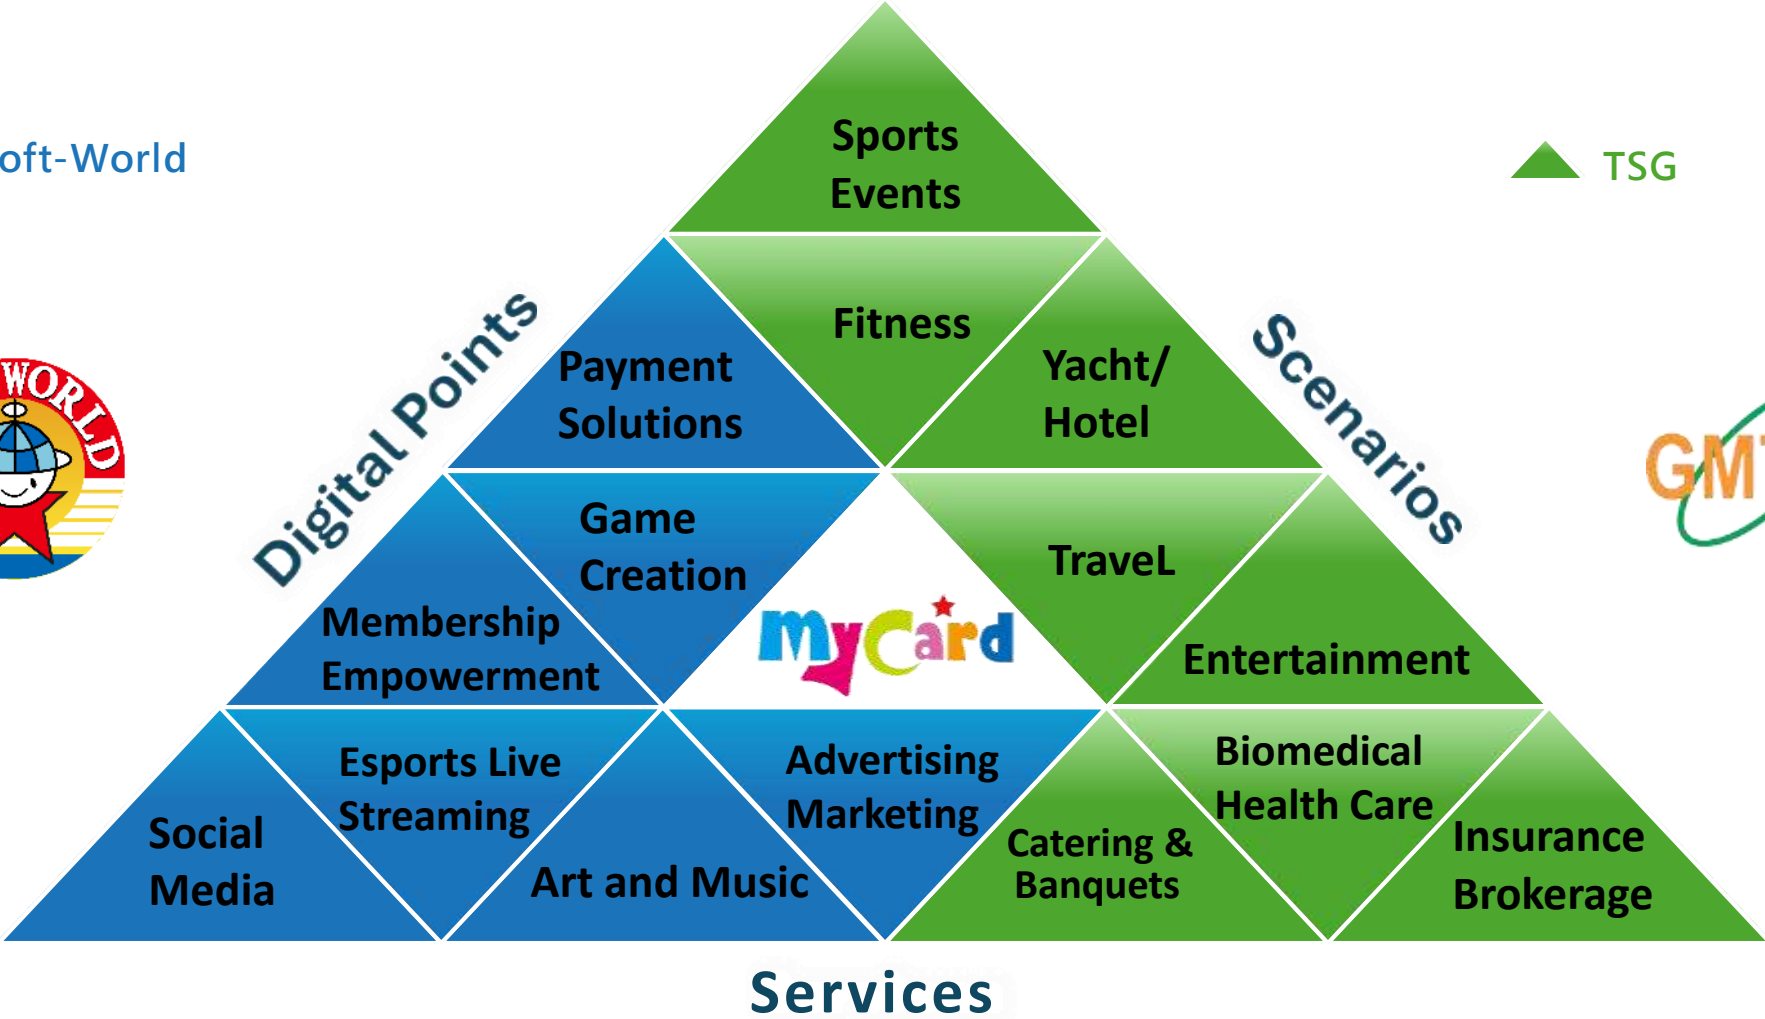 Sports
Events
oft-World
TSG
Fitness
Digital Points
Scenarios
Payment
Solutions
Yacht/
Hotel
WORLD
GMT
Game
Creation
TraveL
Membership
Empowerment
myCard
Entertainment
Esports Live
Streaming
Advertising
Marketing
Biomedical
Health Care
Social
Media
Art and Music
Catering &
Banquets
Insurance
Brokerage
Services